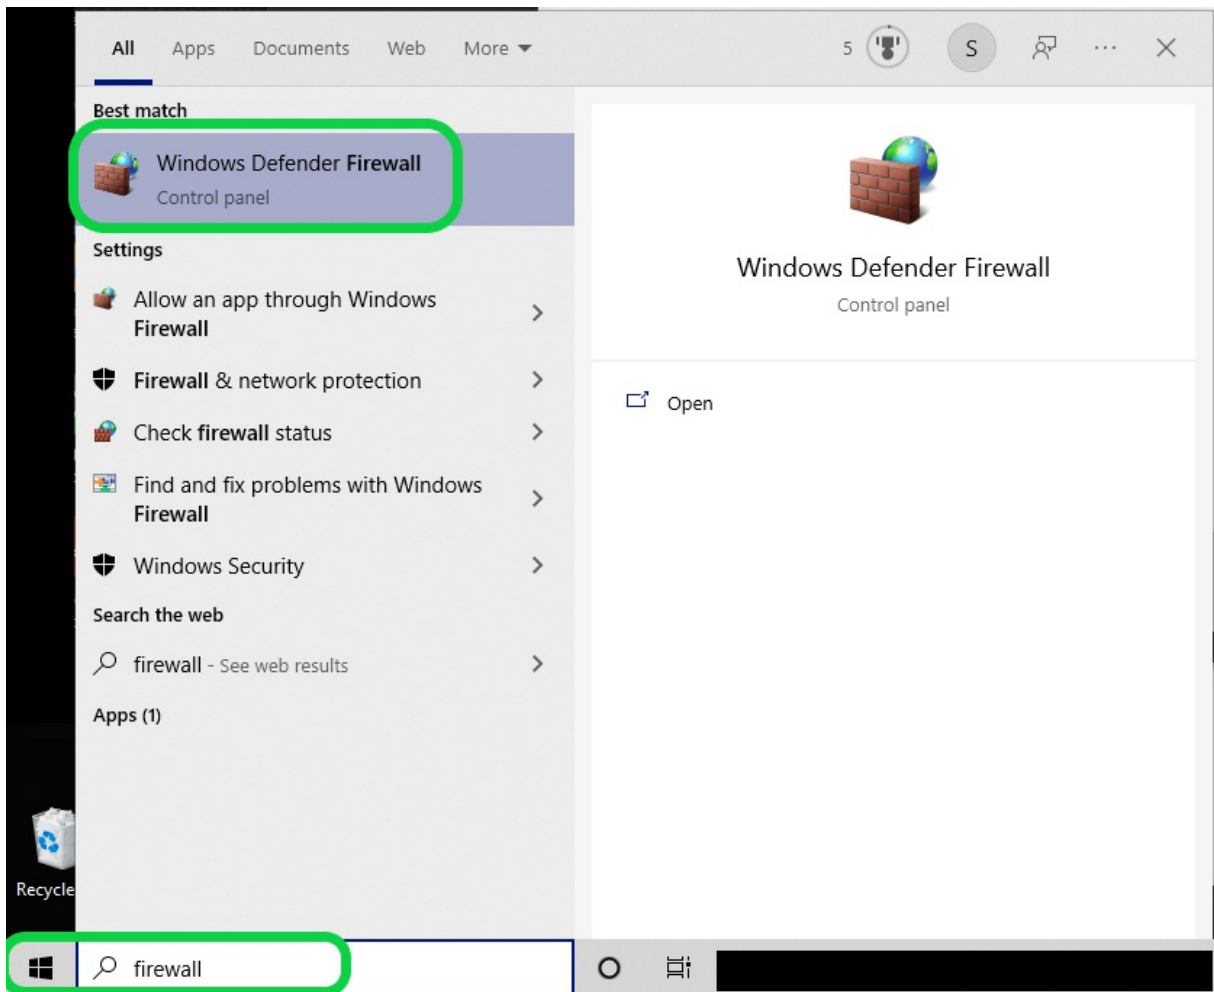 All Apps Documents Web More 5 S
Best match
Windows Defender Firewall
Control panel
Settings
Allow an app through Windows
Firewall
Firewall & network protection
Check firewall status
Find and fix problems with Windows
Firewall
Windows Security
Search the web
firewall - See web results
Apps (1)
Windows Defender Firewall
Control panel
Open
Recycle
firewall